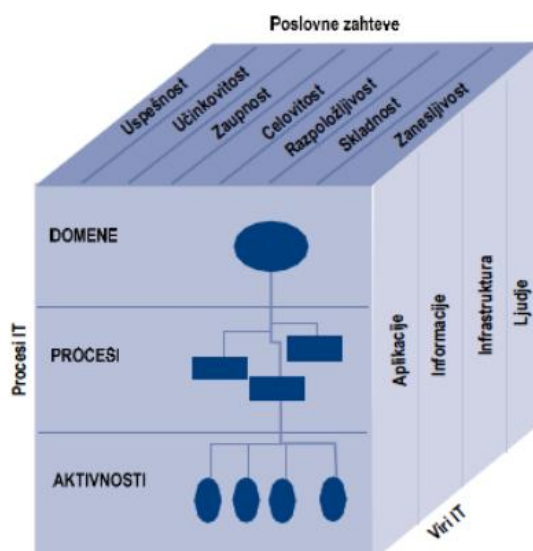 Poslovne zahteve
Uspešnost
Učinkovitost
Zaupnost
Celovitost
Razpoložljivost
Skladnost
Zanesljivost
DOMENE
PROCEŠI
AKTIVNOSTI
Procesi IT
Aplikacije
Informacije
Infrastruktura
Ljudje
Viri IT